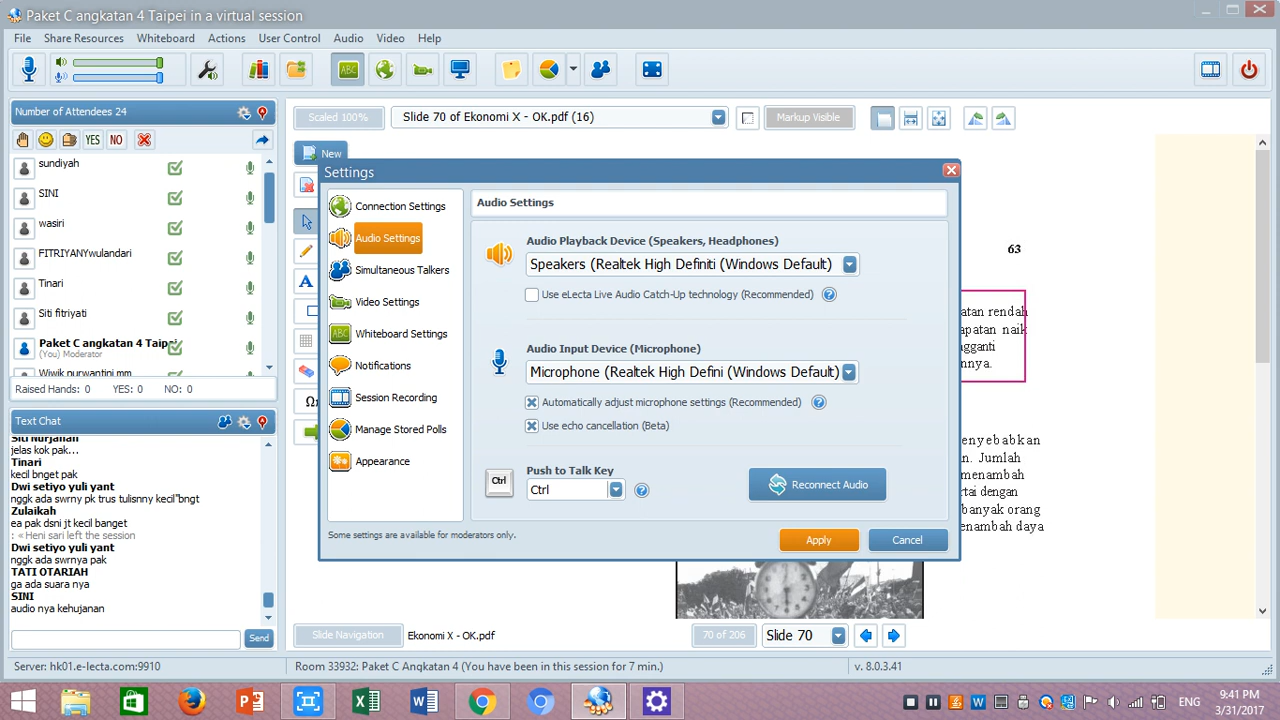 Paket C angkatan 4 Taipei in a virtual session
File Share Resources Whiteboard Actions User Control Audio Video Help
Number of Attendees 24
YES NO
sundiyah
SINI
wasiri
FITRIYANYwulandari
Tinari
Siti fitriyati
Paket C angkatan 4 Taipei
(You) Moderator
Wiwik nurwantini mm
Raised Hands: 0 YES: 0 NO: 0
Text Chat
Siti Nurjanah
jelas kok pak...
Tinari
kecil bnget pak
Dwi setiyo yuli yant
nggk ada swrny pk trus tulisnny kecil"bngt
Zulaikah
ea pak dsni jt kecil banget
: «Heni sari left the session
Dwi setiyo yuli yant
nggk ada swrnya pak
TATI OTARIAH
ga ada suara nya
SINI
audio nya kehujanan
Send
Scaled 100%
Slide 70 of Ekonomi X - OK.pdf (16)
Markup Visible
New
ABC
A
Ωπ
Settings
Connection Settings
Audio Settings
Simultaneous Talkers
Video Settings
ABC Whiteboard Settings
Notifications
Session Recording
Manage Stored Polls
Appearance
Audio Settings
Audio Playback Device (Speakers, Headphones)
Speakers (Realtek High Definiti (Windows Default)
Use eLecta Live Audio Catch-Up technology (Recommended)
Audio Input Device (Microphone)
Microphone (Realtek High Defini (Windows Default)
Automatically adjust microphone settings (Recommended)
Use echo cancellation (Beta)
Push to Talk Key
Ctrl
Ctrl
Reconnect Audio
Some settings are available for moderators only.
Apply
Cancel
63
atan rendah
apatan naik
ngganti
nnya.
enyebabkan
n. Jumlah
menambah
rtai dengan
banyak orang
enambah daya
Slide Navigation
Ekonomi X - OK.pdf
70 of 206
Slide 70
Server: hk01.e-lecta.com:9910
Room 33932: Paket C Angkatan 4 (You have been in this session for 7 min.)
v. 8.0.3.41
ENG
9:41 PM
3/31/2017